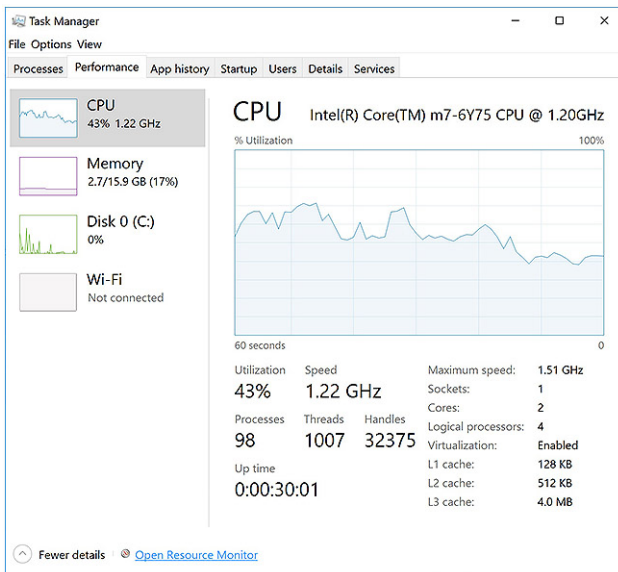 Task Manager
File Options View
Processes Performance App history Startup Users Details Services
CPU
43% 1.22 GHz
Memory
2.7/15.9 GB (17%)
Disk 0 (C:)
0%
Wi-Fi
Not connected
CPU Intel(R) Core(TM) m7-6Y75 CPU @ 1.20GHz
% Utilization 100%
60 seconds 0
Utilization Speed
43% 1.22 GHz
Processes Threads Handles
98 1007 32375
Up time
0:00:30:01
Maximum speed: 1.51 GHz
Sockets: 1
Cores: 2
Logical processors: 4
Virtualization: Enabled
L1 cache: 128 KB
L2 cache: 512 KB
L3 cache: 4.0 MB
Fewer details Open Resource Monitor